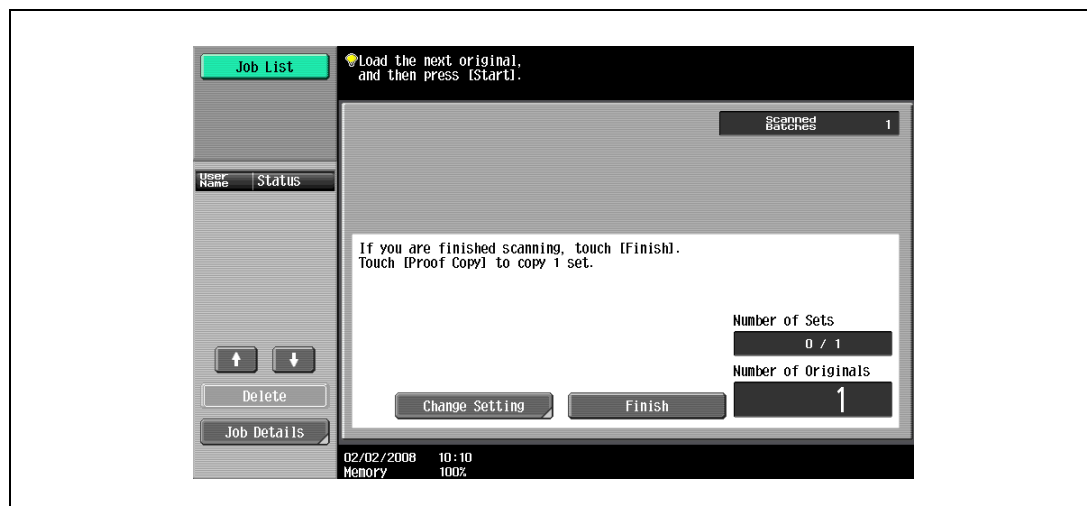 Job List
Load the next original,
and then press [Start].
Scanned
Batches 1
User
Name Status
If you are finished scanning, touch [Finish].
Touch [Proof Copy] to copy 1 set.
Number of Sets
0 / 1
Number of Originals
1
Delete
Change Setting Finish
Job Details
02/02/2008 10:10
Memory 100%